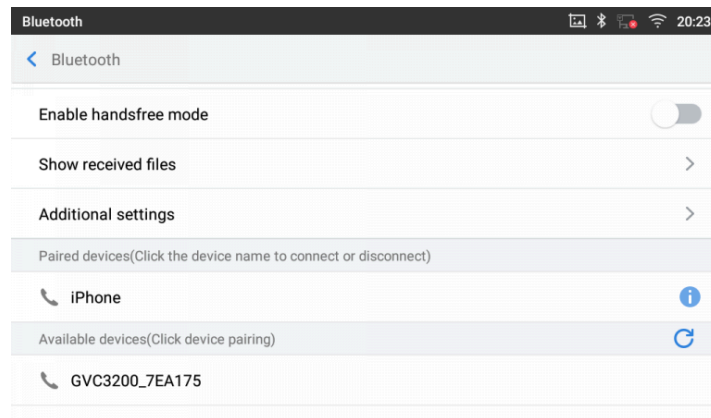 Bluetooth 20:23
Bluetooth
Enable handsfree mode
Show received files
Additional settings
Paired devices(Click the device name to connect or disconnect)
iPhone
Available devices(Click device pairing)
GVC3200_7EA175